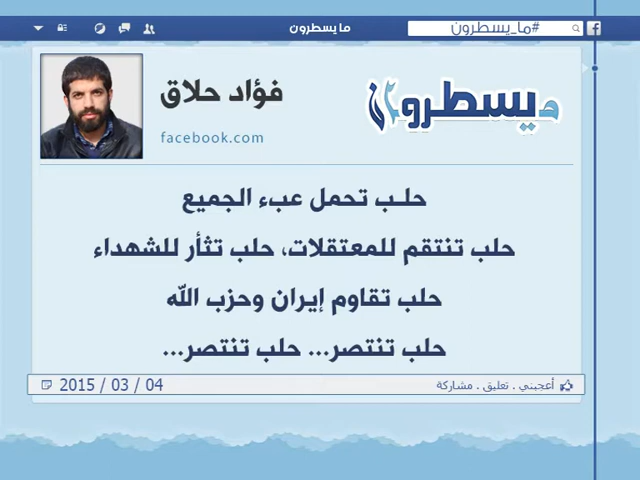 ما يسطرون
#ما_يسطرون
f
فؤاد حلاق
facebook.com
ما يسطرون
حلب تحمل عبء الجميع
حلب تنتقم للمعتقلات، حلب تثأر للشهداء
حلب تقاوم إيران وحزب الله
حلب تنتصر... حلب تنتصر...
أعجبني . تعليق . مشاركة
2015 / 03 / 04